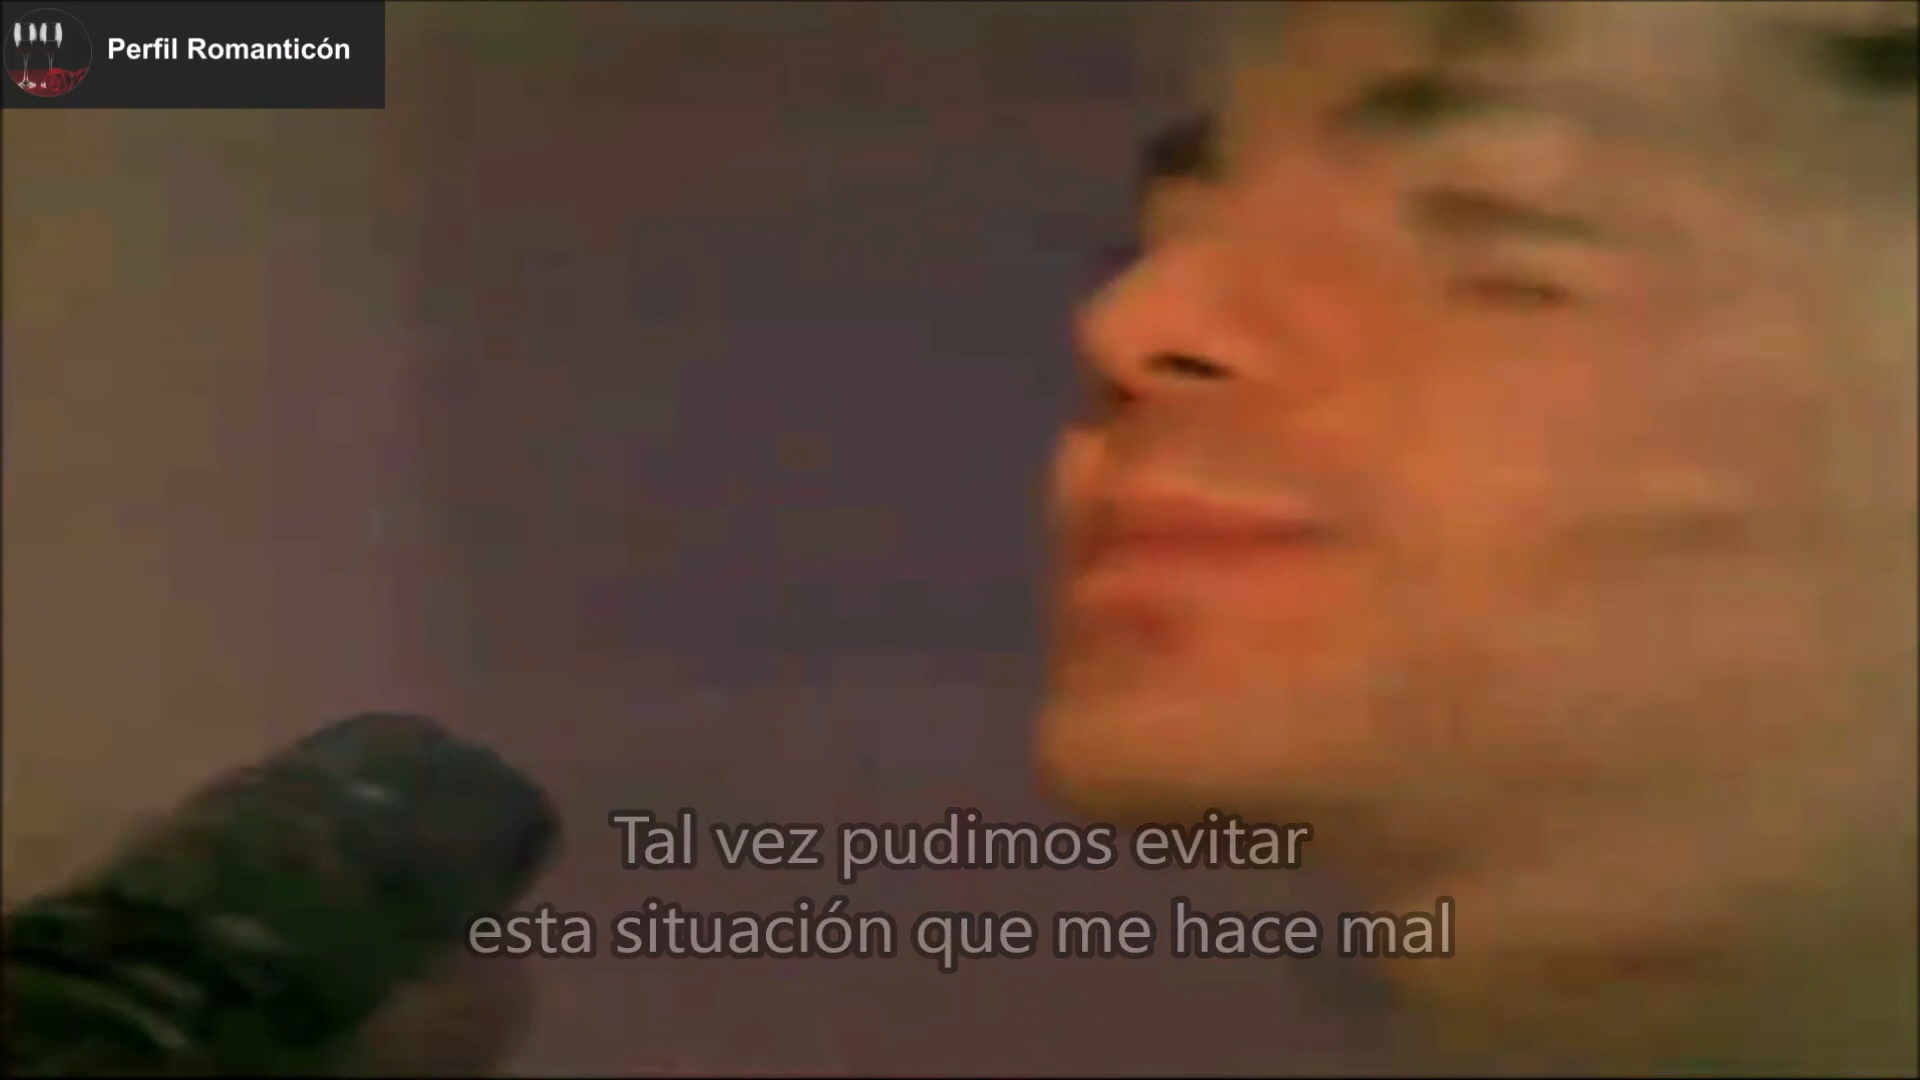 Perfil Romanticón
Tal vez pudimos evitar
esta situación que me hace mal